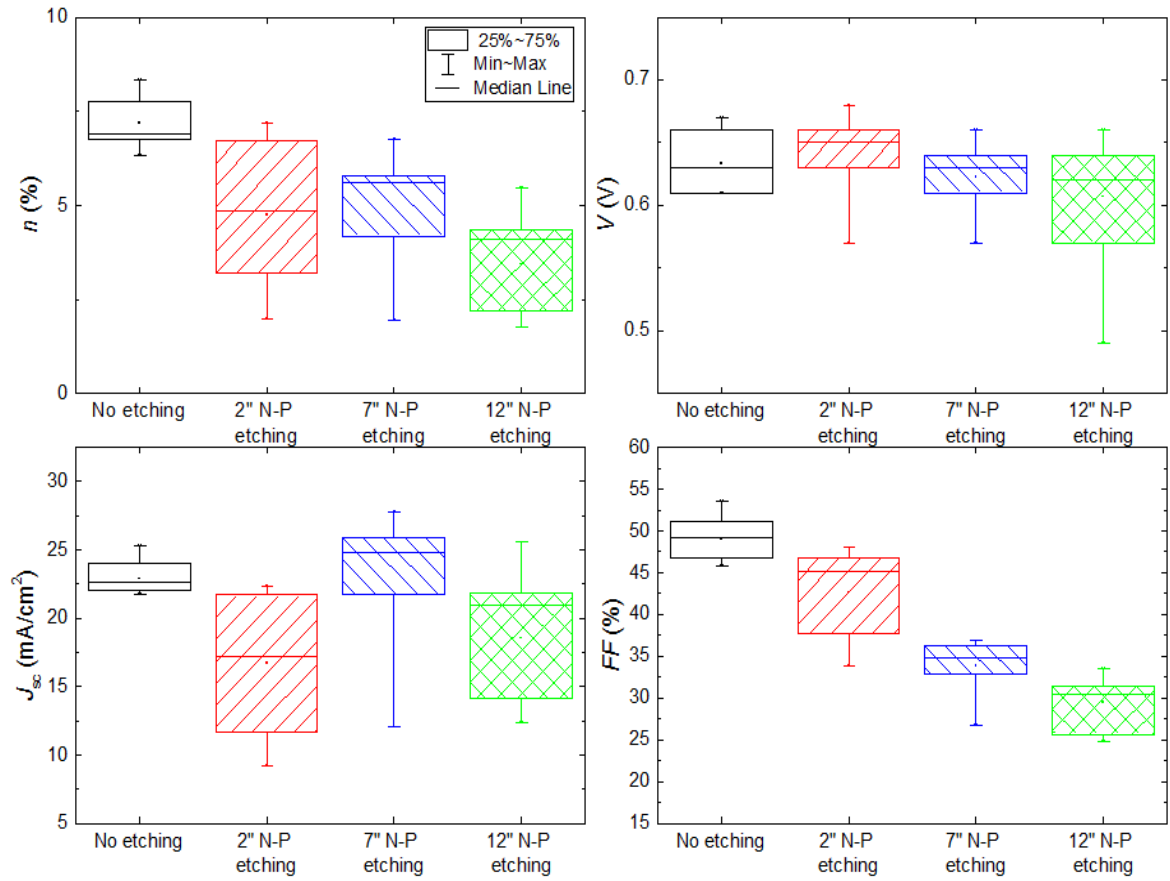 10
5
0
n (%)
25%~75%
Min~Max
Median Line
No etching
2" N-P
etching
7" N-P
etching
12" N-P
etching
0.7
0.6
0.5
V (V)
No etching
2" N-P
etching
7" N-P
etching
12" N-P
etching
30
25
20
15
10
5
Jsc (mA/cm²)
No etching
2" N-P
etching
7" N-P
etching
12" N-P
etching
60
55
50
45
40
35
30
25
20
15
FF (%)
No etching
2" N-P
etching
7" N-P
etching
12" N-P
etching